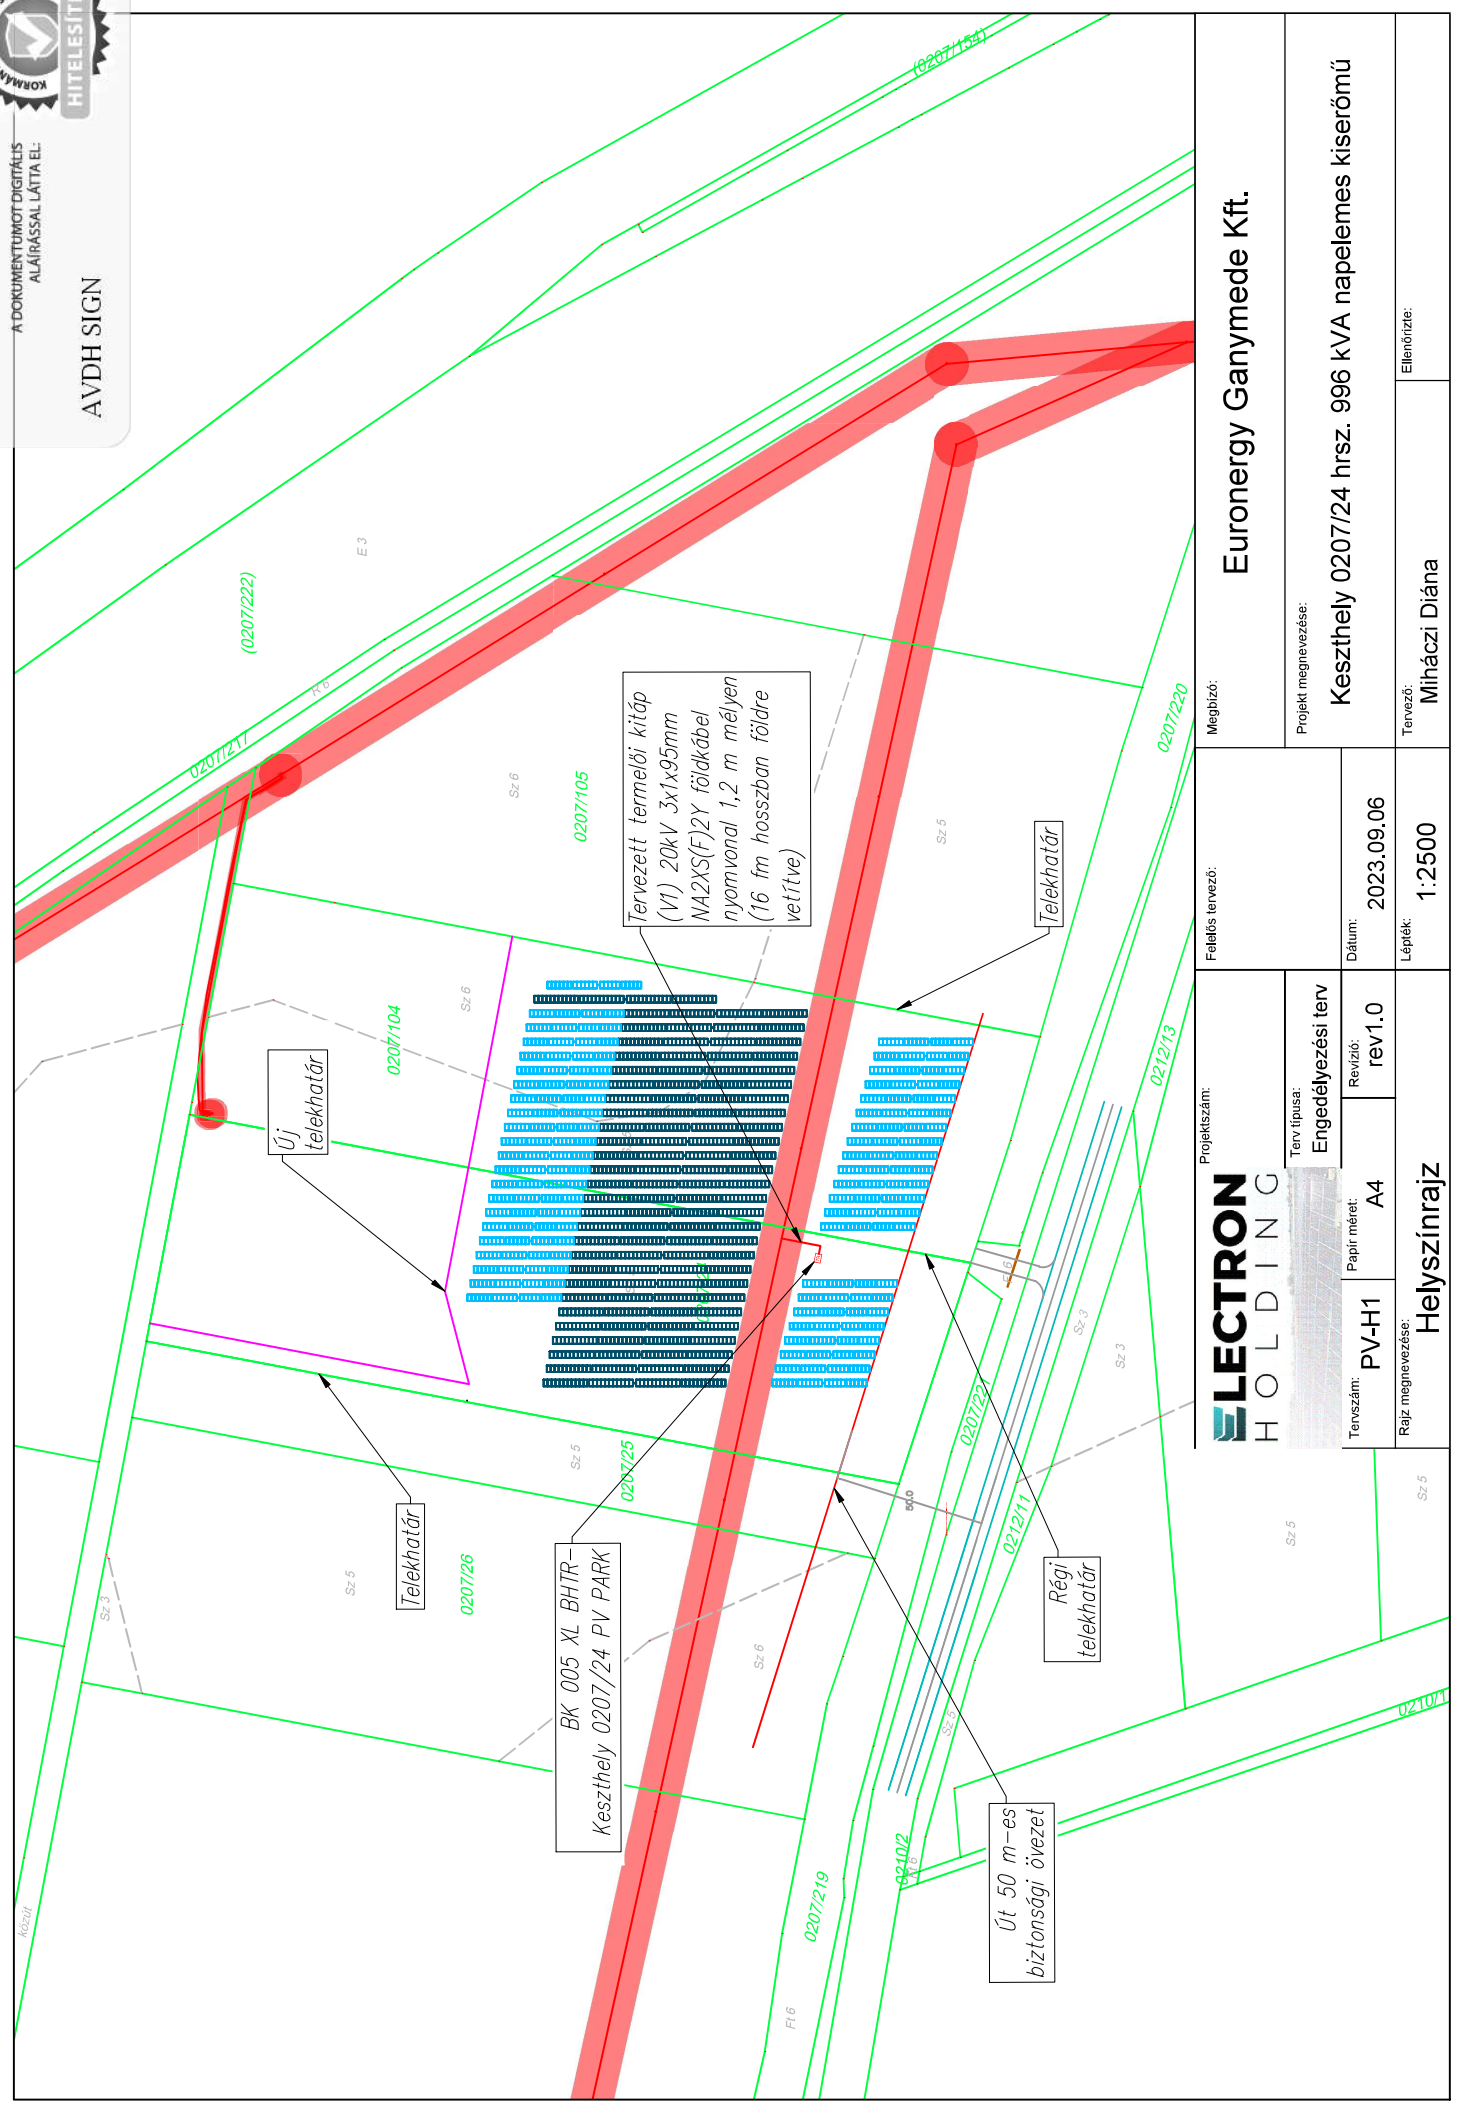 A DOKUMENTUMOT DIGITÁLIS
ALÁÍRÁSSAL LÁTTA EL:
HITELESÍT
KORMÁN
AVDH SIGN
(0207/154)
(0207/222)
E 3
R 6
0207/217
Sz 6
0207/105
Sz 5
0207/220
Tervezett termelői kitáp
(V1) 20kV 3x1x95mm
NA2XS(F)2Y földkábel
nyomvonal 1,2 m mélyen
(16 fm hosszban földre
vetítve)
Telekhatár
0207/104
Sz 6
Új
telekhatár
0212/13
Sz 3
Sz 3
0207/221
Telekhatár
Sz 5
0207/25
50.0
0212/11
Régi
telekhatár
Sz 3
Sz 5
0207/26
BK 005 XL BHTR-
Keszthely 0207/24 PV PARK
Sz 6
Sz 5
Sz 5
Sz 5
0210/1
0210/2
Út 50 m-es
biztonsági övezet
0207/219
közút
Ft 6
ELECTRON
HOLDING
Projektszám:
Felelős tervező:
Megbízó:
Euronergy Ganymede Kft.
Terv típusa:
Engedélyezési terv
Projekt megnevezése:
Keszthely 0207/24 hrsz. 996 kVA napelemes kiserőmű
Tervszám:
PV-H1
Papír méret:
A4
Revízió:
rev1.0
Dátum:
2023.09.06
Rajz megnevezése:
Helyszínrajz
Lépték:
1:2500
Tervező:
Miháczi Diána
Ellenőrizte: